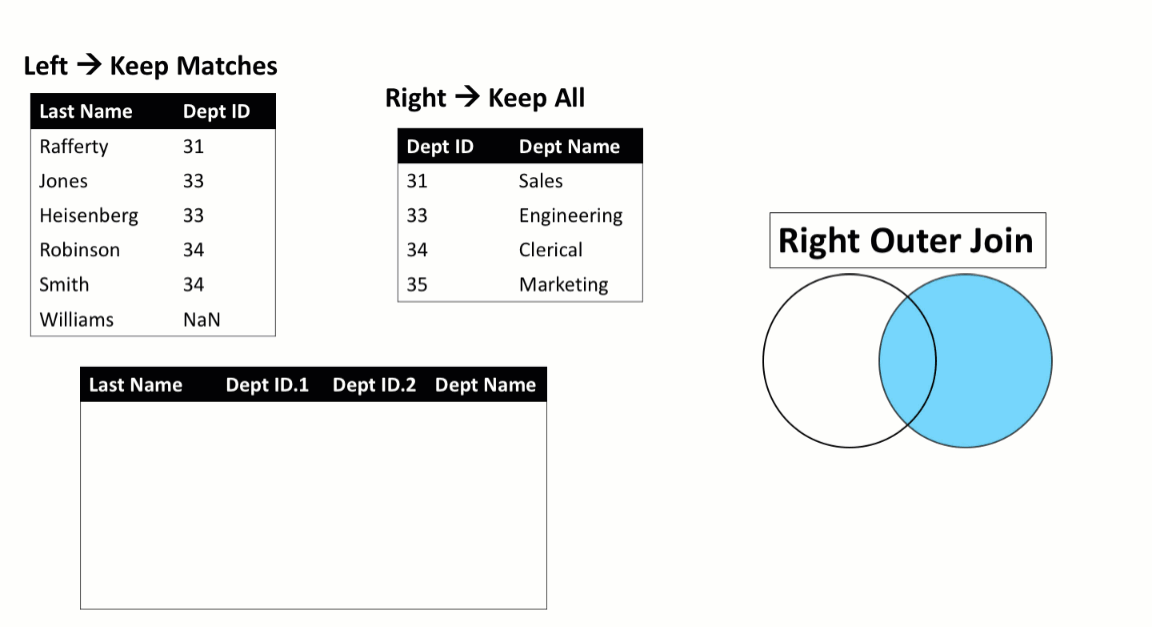 Left → Keep Matches
Last Name Dept ID
Rafferty 31
Jones 33
Heisenberg 33
Robinson 34
Smith 34
Williams NaN
Right → Keep All
Dept ID Dept Name
31 Sales
33 Engineering
34 Clerical
35 Marketing
Right Outer Join
Last Name Dept ID.1 Dept ID.2 Dept Name